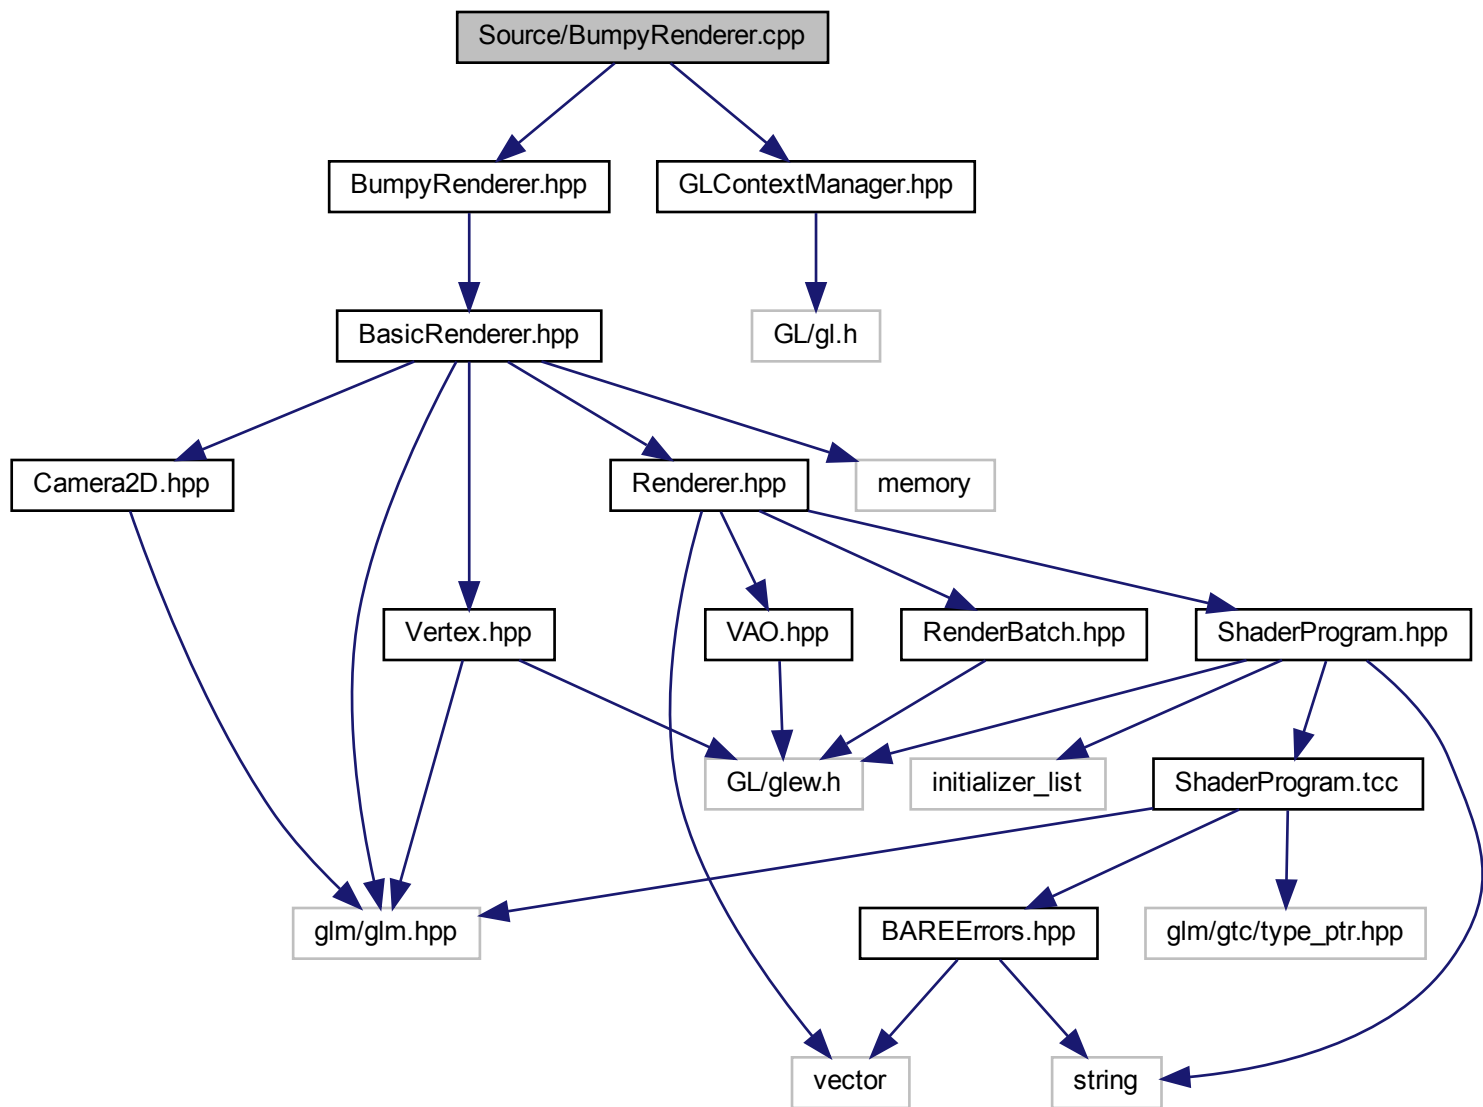 Source/BumpyRenderer.cpp
BumpyRenderer.hpp
GLContextManager.hpp
BasicRenderer.hpp
GL/gl.h
Camera2D.hpp
Renderer.hpp
memory
Vertex.hpp
VAO.hpp
RenderBatch.hpp
ShaderProgram.hpp
GL/glew.h
initializer_list
ShaderProgram.tcc
glm/glm.hpp
BAREErrors.hpp
glm/gtc/type_ptr.hpp
vector
string